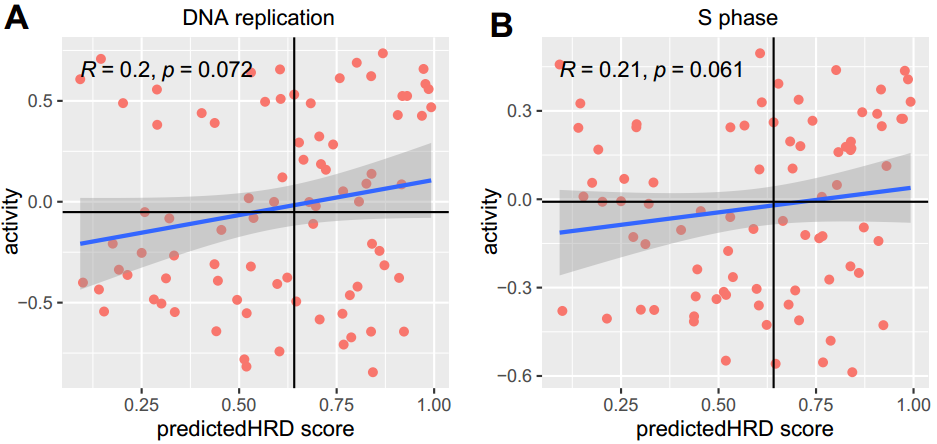 A
DNA replication
R = 0.2, p = 0.072
0.5
0.0
−0.5
activity
0.25 0.50 0.75 1.00
predictedHRD score
B
S phase
R = 0.21, p = 0.061
0.3
0.0
−0.3
−0.6
activity
0.25 0.50 0.75 1.00
predictedHRD score